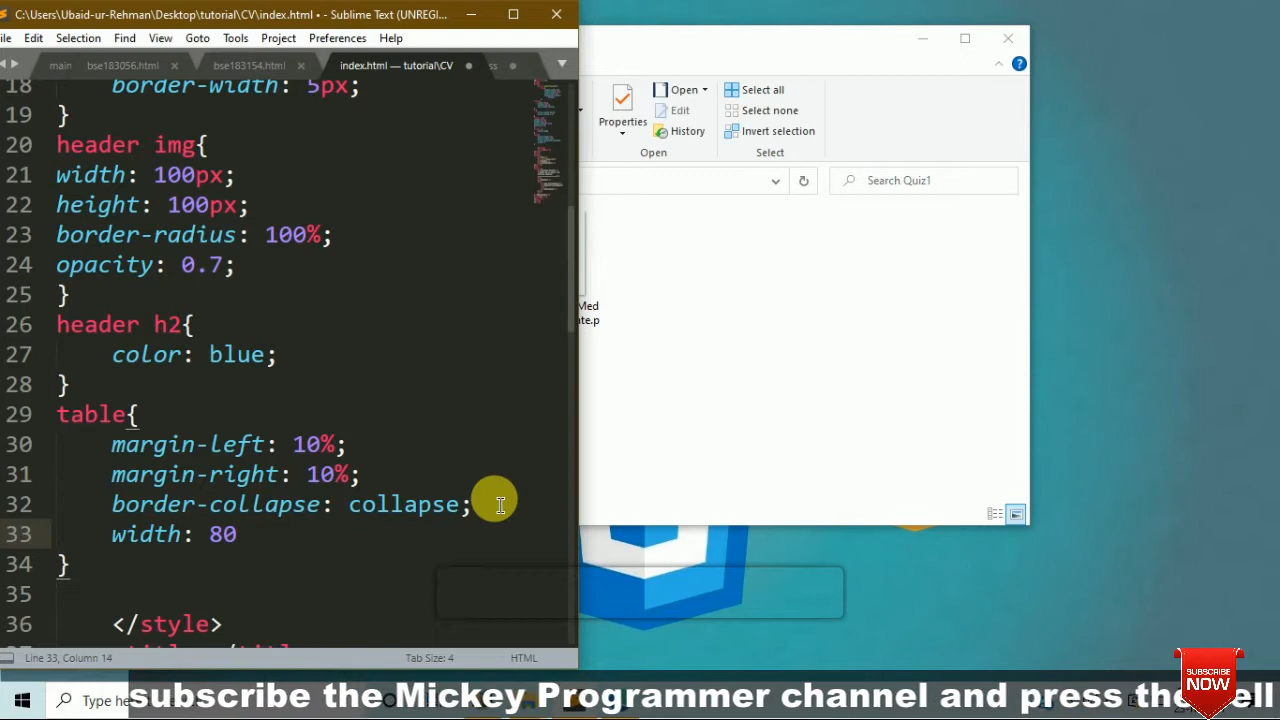 C:\Users\Ubaid-ur-Rehman\Desktop\tutorial\CV\index.html • - Sublime Text (UNREGI...
ile Edit Selection Find View Goto Tools Project Preferences Help
main bse183056.html bse183154.html index.html — tutorial\CV ss
18 border-width: 5px;
19 }
20 header img{
21 width: 100px;
22 height: 100px;
23 border-radius: 100%;
24 opacity: 0.7;
25 }
26 header h2{
27 color: blue;
28 }
29 table{
30 margin-left: 10%;
31 margin-right: 10%;
32 border-collapse: collapse;
33 width: 80
34 }
35
36 </style>
Line 33, Column 14 Tab Size: 4 HTML
Properties
Open
Edit
History
Open
Select all
Select none
Invert selection
Select
Search Quiz1
Med
te.p
Type here
subscribe the Mickey Programmer channel and press the bell
SUBSCRIBE
NOW